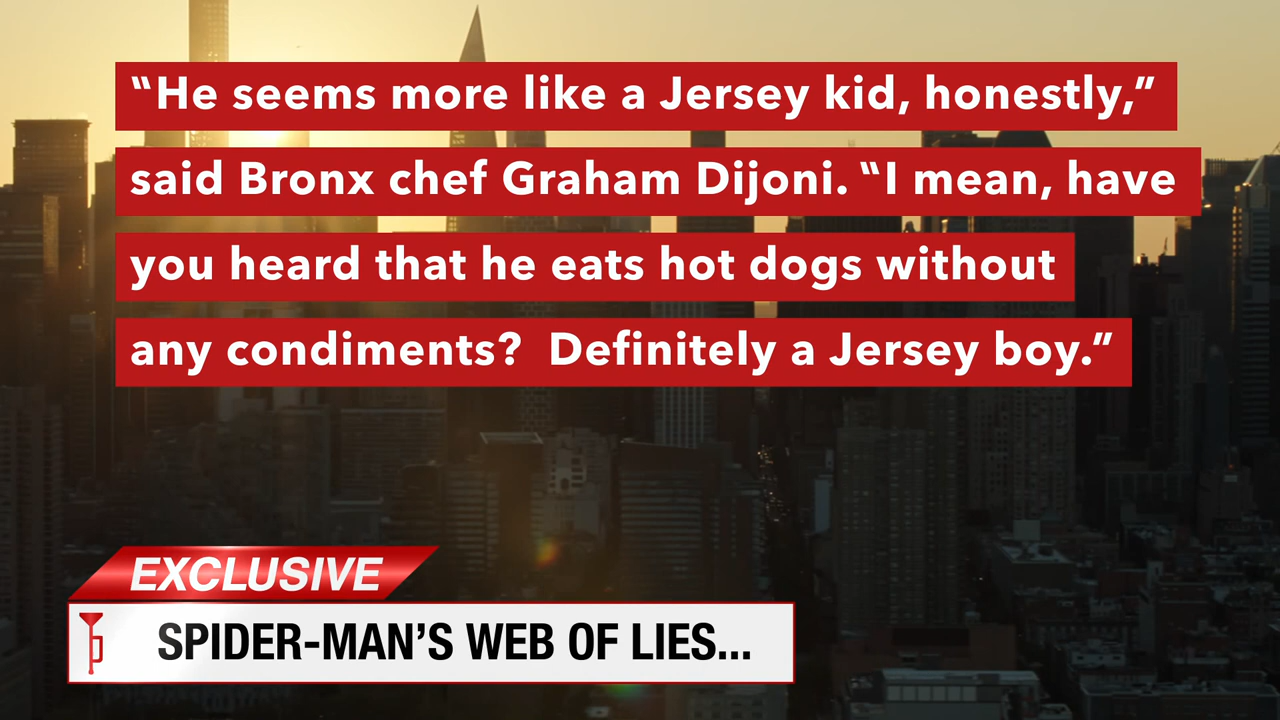 “He seems more like a Jersey kid, honestly,”
said Bronx chef Graham Dijoni. “I mean, have
you heard that he eats hot dogs without
any condiments?  Definitely a Jersey boy.”
EXCLUSIVE
SPIDER-MAN’S WEB OF LIES...